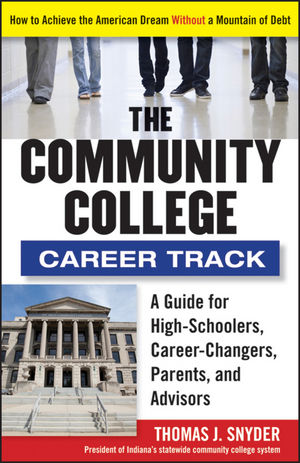 How to Achieve the American Dream Without a Mountain of Debt
THE
COMMUNITY
COLLEGE
CAREER TRACK
A Guide for
High-Schoolers,
Career-Changers,
Parents, and
Advisors
THOMAS J. SNYDER
President of Indiana's statewide community college system